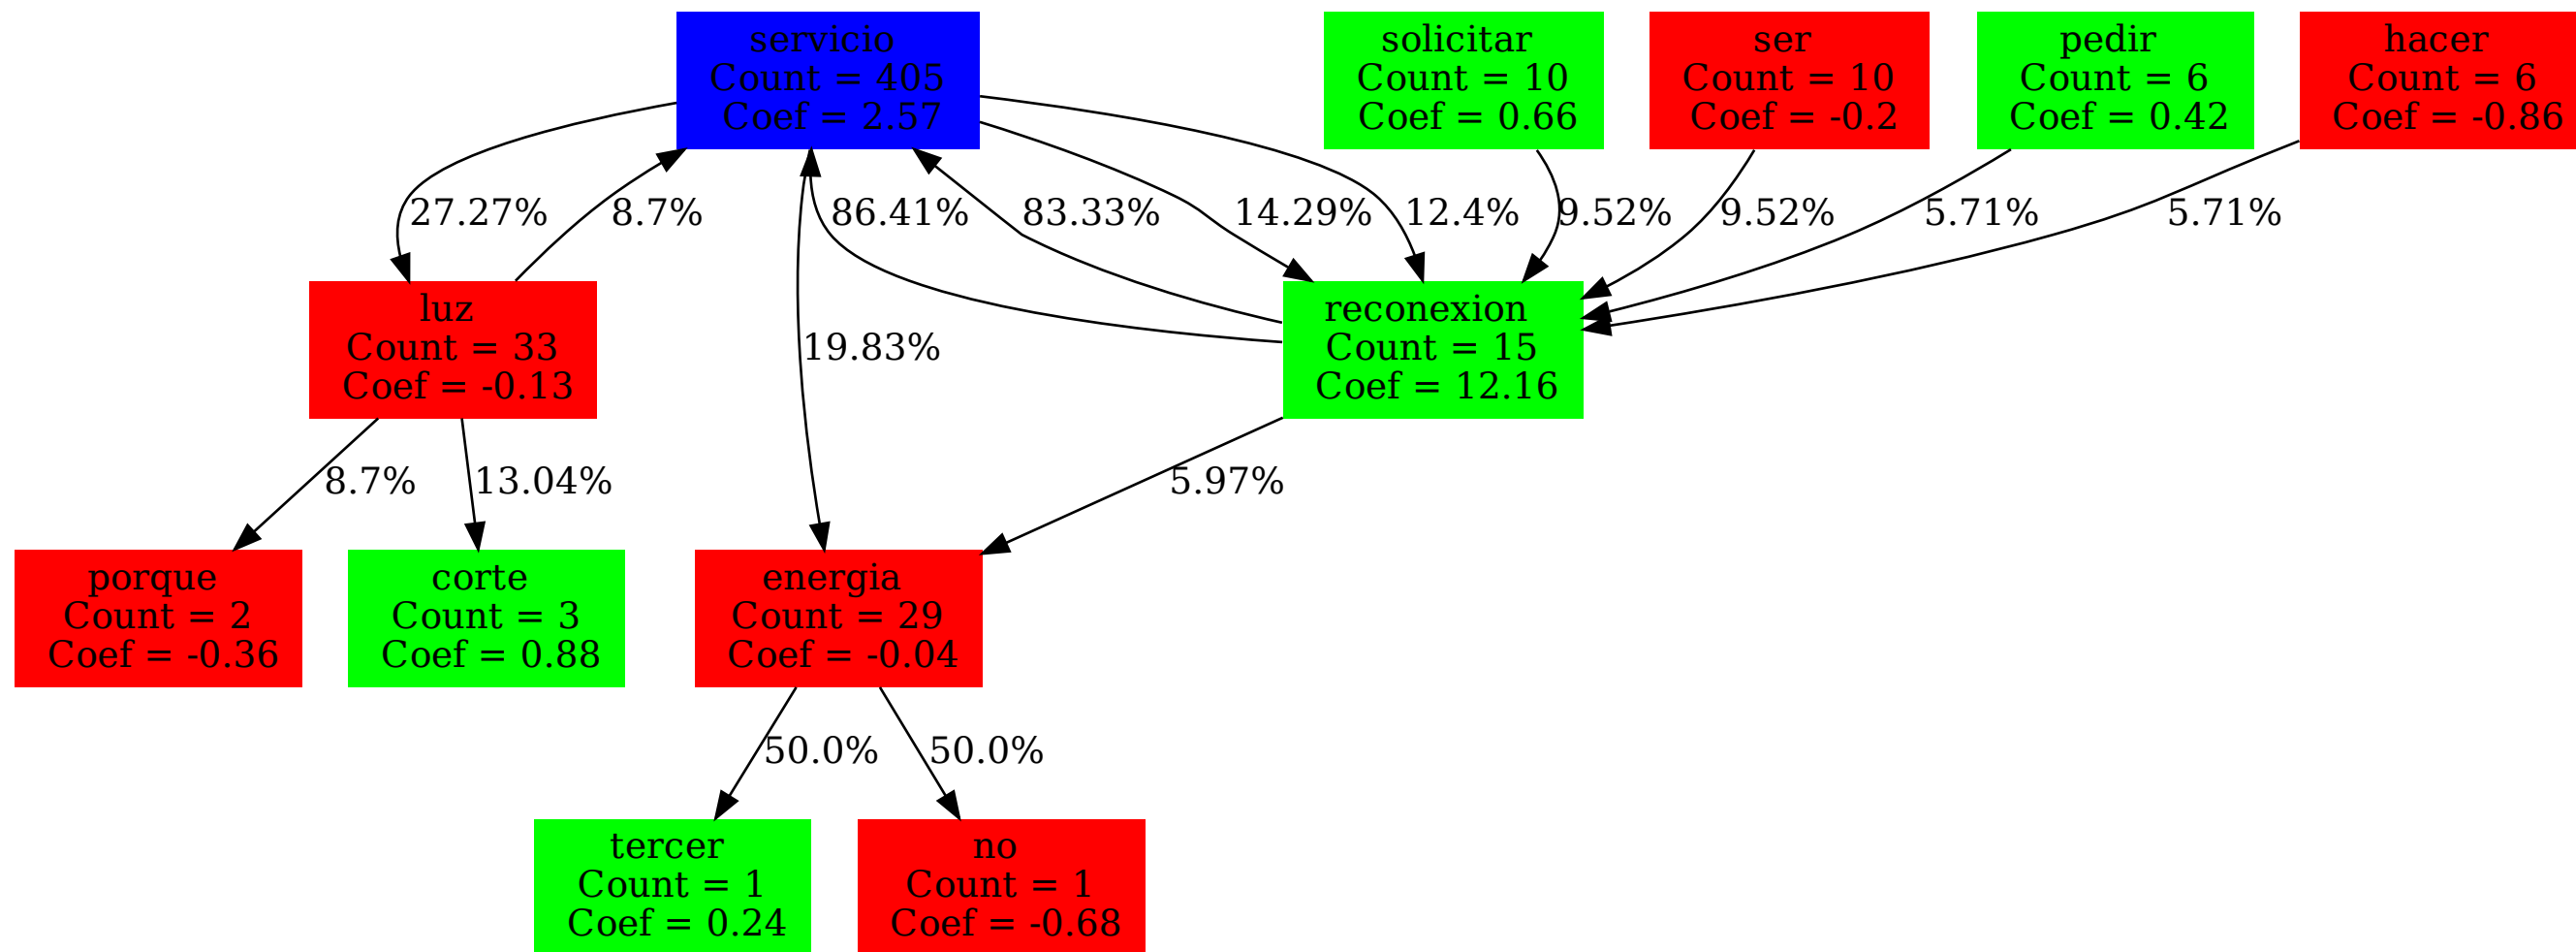 servicio
Count = 405
Coef = 2.57
solicitar
Count = 10
Coef = 0.66
ser
Count = 10
Coef = -0.2
pedir
Count = 6
Coef = 0.42
hacer
Count = 6
Coef = -0.86
27.27%
8.7%
86.41%
83.33%
14.29%
12.4%
9.52%
9.52%
5.71%
5.71%
luz
Count = 33
Coef = -0.13
19.83%
reconexion
Count = 15
Coef = 12.16
8.7%
13.04%
5.97%
porque
Count = 2
Coef = -0.36
corte
Count = 3
Coef = 0.88
energia
Count = 29
Coef = -0.04
50.0%
50.0%
tercer
Count = 1
Coef = 0.24
no
Count = 1
Coef = -0.68